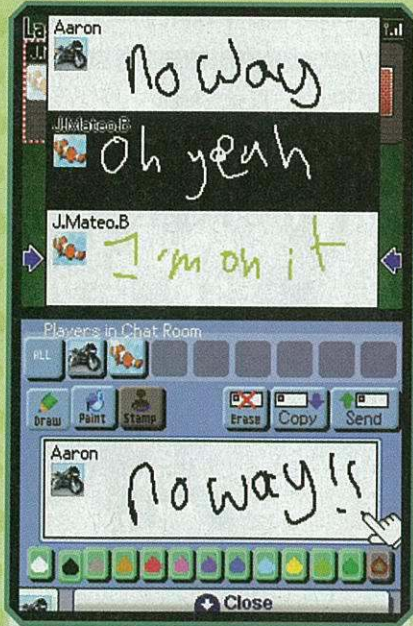 Aaron
no way
J.Mateo.B
Oh yeah
J.Mateo.B
I'm on it
Players in Chat Room
ALL
Draw Paint Stamp Erase Copy Send
Aaron
no way!!
Close